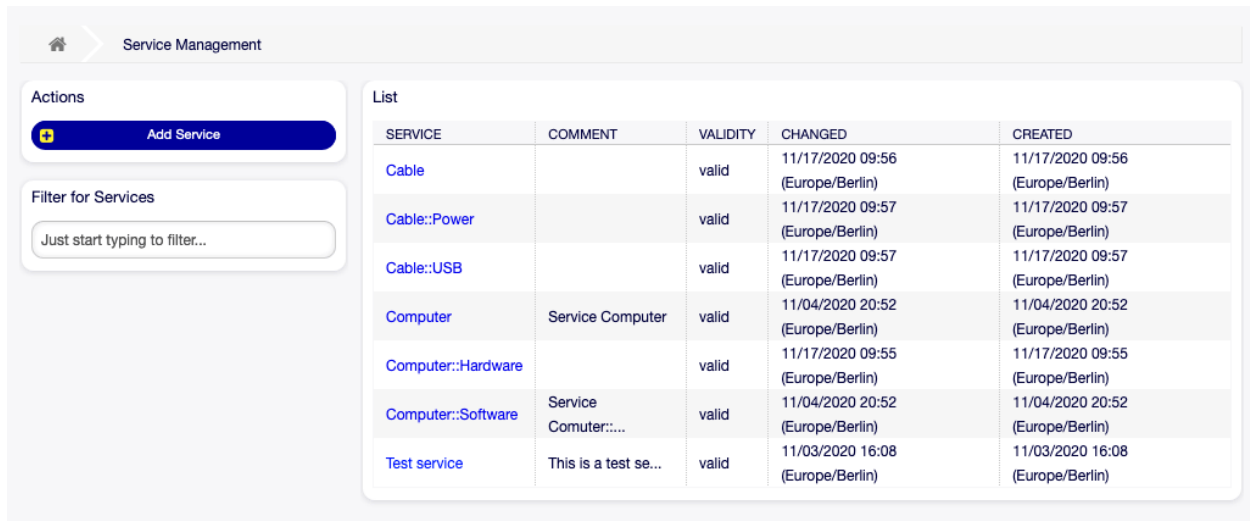 Service Management
Actions
Add Service
Filter for Services
Just start typing to filter...
List
SERVICE COMMENT VALIDITY CHANGED CREATED
Cable valid 11/17/2020 09:56 (Europe/Berlin) 11/17/2020 09:56 (Europe/Berlin)
Cable::Power valid 11/17/2020 09:57 (Europe/Berlin) 11/17/2020 09:57 (Europe/Berlin)
Cable::USB valid 11/17/2020 09:57 (Europe/Berlin) 11/17/2020 09:57 (Europe/Berlin)
Computer Service Computer valid 11/04/2020 20:52 (Europe/Berlin) 11/04/2020 20:52 (Europe/Berlin)
Computer::Hardware valid 11/17/2020 09:55 (Europe/Berlin) 11/17/2020 09:55 (Europe/Berlin)
Computer::Software Service Comuter::... valid 11/04/2020 20:52 (Europe/Berlin) 11/04/2020 20:52 (Europe/Berlin)
Test service This is a test se... valid 11/03/2020 16:08 (Europe/Berlin) 11/03/2020 16:08 (Europe/Berlin)